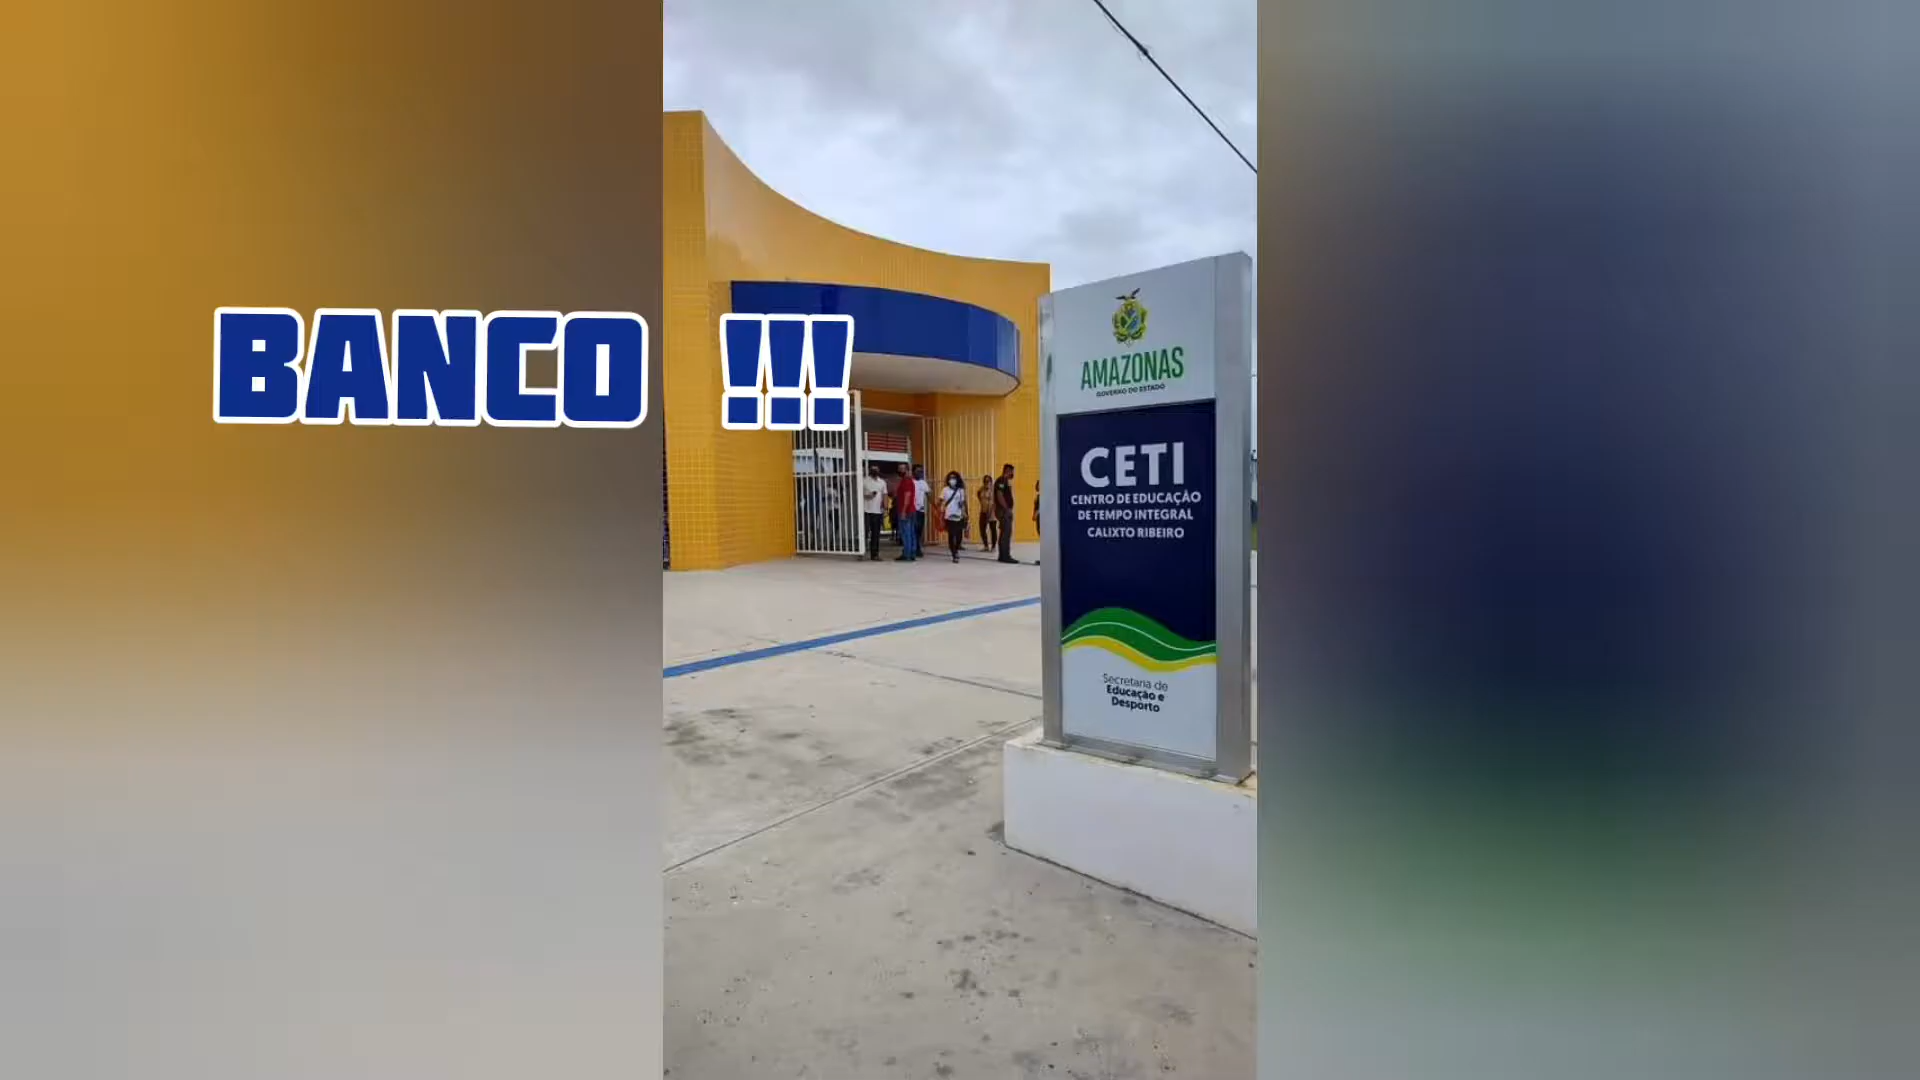 BANCO !!!
AMAZONAS
GOVERNO DO ESTADO
CETI
CENTRO DE EDUCAÇÃO
DE TEMPO INTEGRAL
CALIXTO RIBEIRO
Secretaria de
Educação e
Desporto